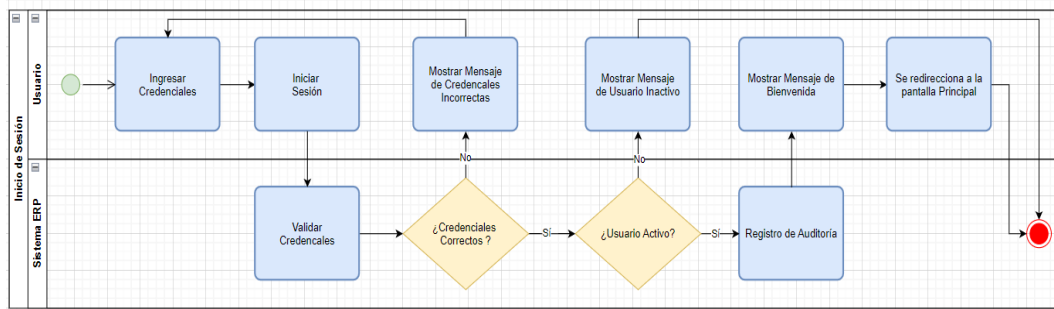 Inicio de Sesión
Usuario
Ingresar
Credenciales
Iniciar
Sesión
Mostrar Mensaje
de Credenciales
Incorrectas
Mostrar Mensaje
de Usuario Inactivo
Mostrar Mensaje de
Bienvenida
Se redirecciona a la
pantalla Principal
No
No
Sistema ERP
Validar
Credencales
¿Credenciales
Correctos ?
Sí
¿Usuario Activo?
Sí
Registro de Auditoría